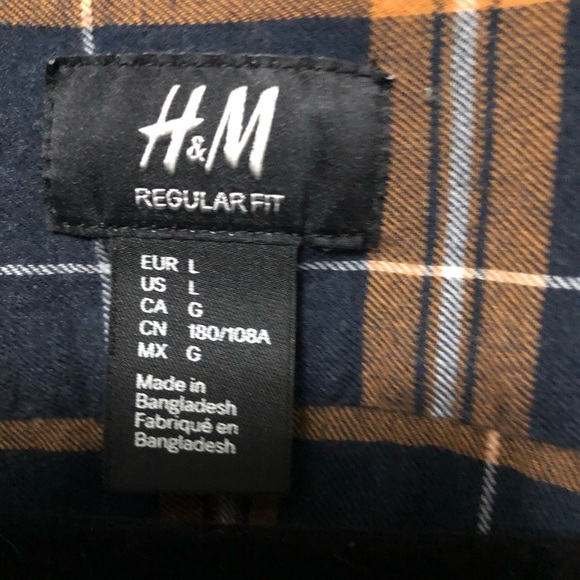 H&M
REGULAR FIT
EUR L
US L
CA G
CN 180/108A
MX G
Made in
Bangladesh
Fabriqué en
Bangladesh